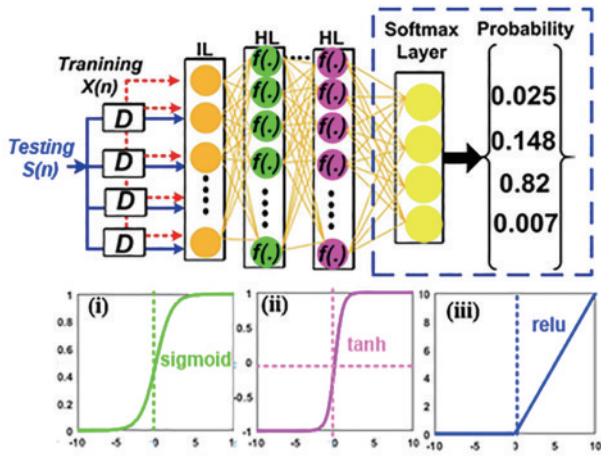 Tranining
X(n)
Testing
S(n)
D
D
D
D
IL
HL
HL
f(.)
f(.)
f(.)
f(.)
f(.)
f(.)
f(.)
f(.)
f(.)
f(.)
Softmax
Layer
Probability
0.025
0.148
0.82
0.007
(i)
sigmoid
1
0.8
0.6
0.4
0.2
0
-10 -5 0 5 10
(ii)
tanh
1
0.5
0
-0.5
-1
-10 -5 0 5 10
(iii)
relu
10
8
6
4
2
0
-10 -5 0 5 10